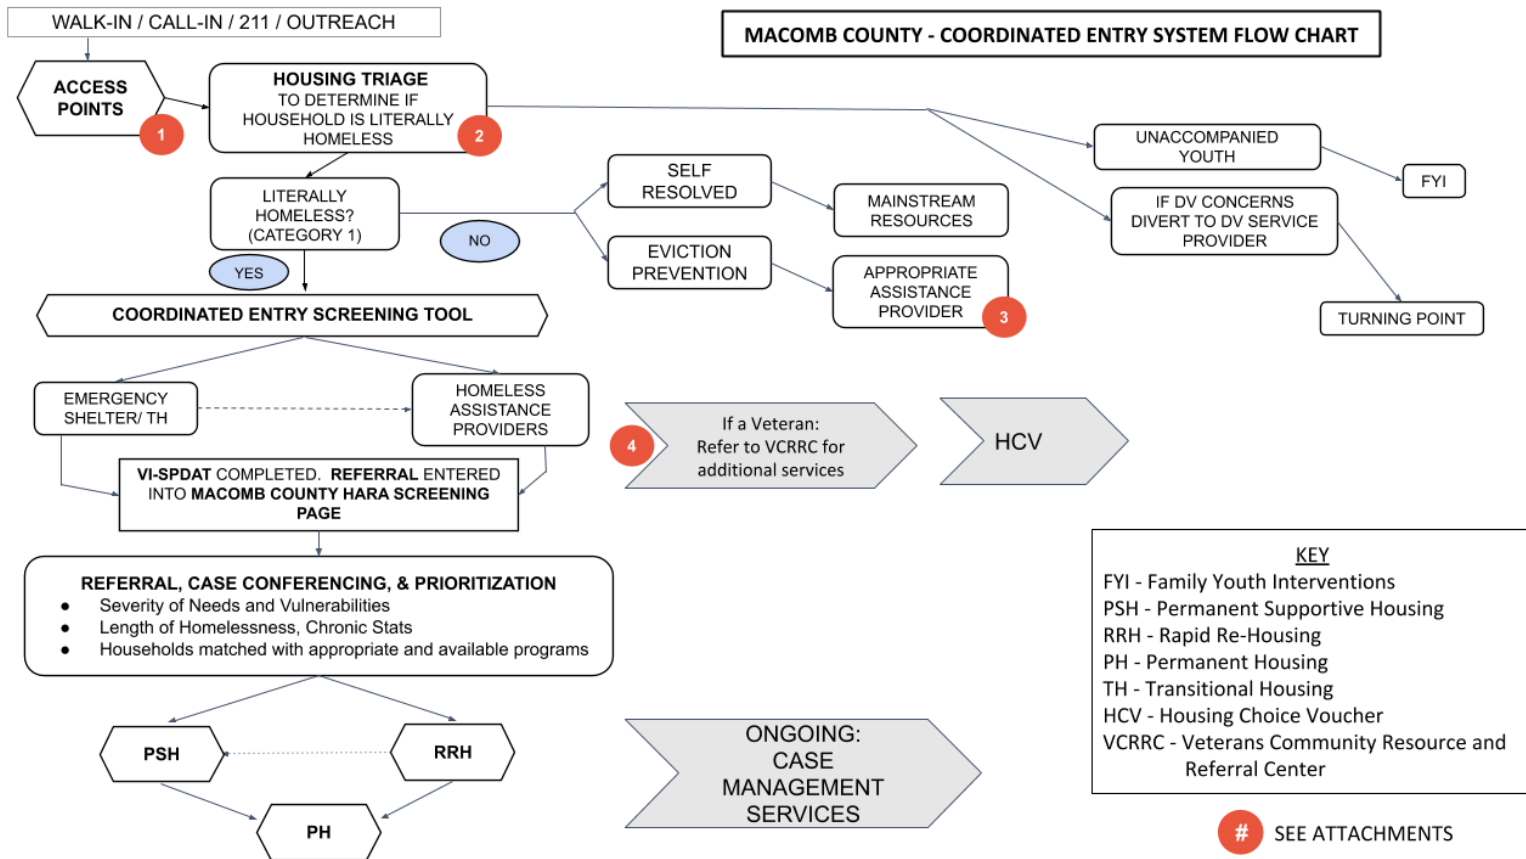 WALK-IN / CALL-IN / 211 / OUTREACH
MACOMB COUNTY - COORDINATED ENTRY SYSTEM FLOW CHART
ACCESS
POINTS
1
HOUSING TRIAGE
TO DETERMINE IF
HOUSEHOLD IS LITERALLY
HOMELESS
2
UNACCOMPANIED
YOUTH
FYI
IF DV CONCERNS
DIVERT TO DV SERVICE
PROVIDER
TURNING POINT
LITERALLY
HOMELESS?
(CATEGORY 1)
NO
YES
SELF
RESOLVED
MAINSTREAM
RESOURCES
EVICTION
PREVENTION
APPROPRIATE
ASSISTANCE
PROVIDER
3
COORDINATED ENTRY SCREENING TOOL
EMERGENCY
SHELTER/ TH
HOMELESS
ASSISTANCE
PROVIDERS
4
If a Veteran:
Refer to VCRRC for
additional services
HCV
VI-SPDAT COMPLETED. REFERRAL ENTERED
INTO MACOMB COUNTY HARA SCREENING
PAGE
REFERRAL, CASE CONFERENCING, & PRIORITIZATION
● Severity of Needs and Vulnerabilities
● Length of Homelessness, Chronic Stats
● Households matched with appropriate and available programs
PSH
RRH
PH
ONGOING:
CASE
MANAGEMENT
SERVICES
KEY
FYI - Family Youth Interventions
PSH - Permanent Supportive Housing
RRH - Rapid Re-Housing
PH - Permanent Housing
TH - Transitional Housing
HCV - Housing Choice Voucher
VCRRC - Veterans Community Resource and
Referral Center
# SEE ATTACHMENTS